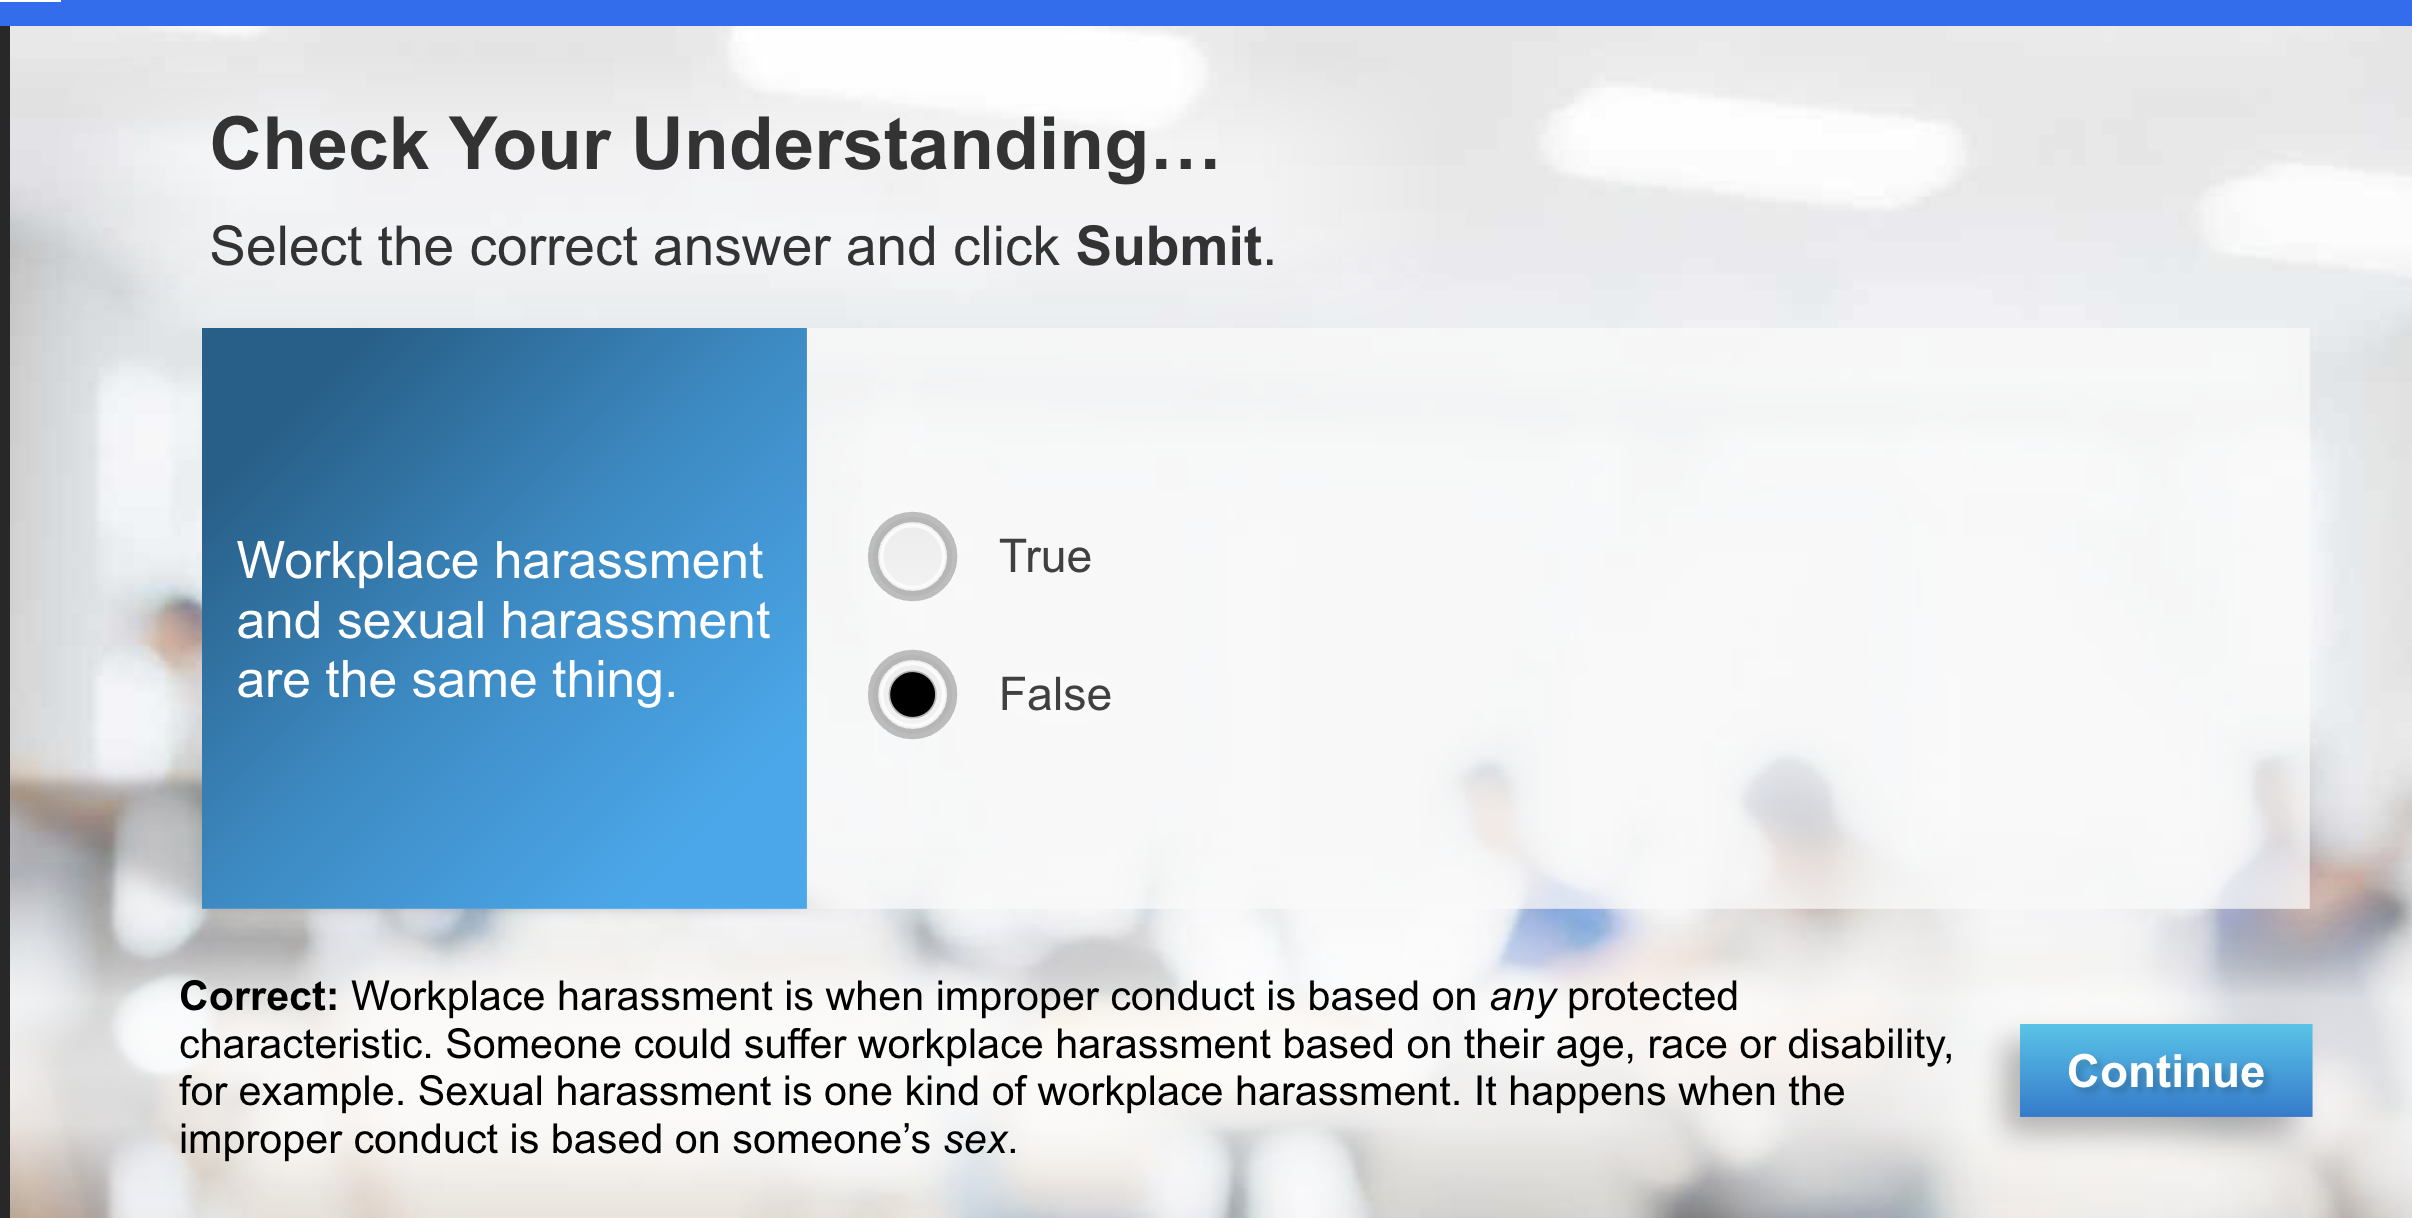 Check Your Understanding…
Select the correct answer and click Submit.
Workplace harassment
and sexual harassment
are the same thing.
True
False
Correct: Workplace harassment is when improper conduct is based on any protected
characteristic. Someone could suffer workplace harassment based on their age, race or disability,
for example. Sexual harassment is one kind of workplace harassment. It happens when the
improper conduct is based on someone’s sex.
Continue